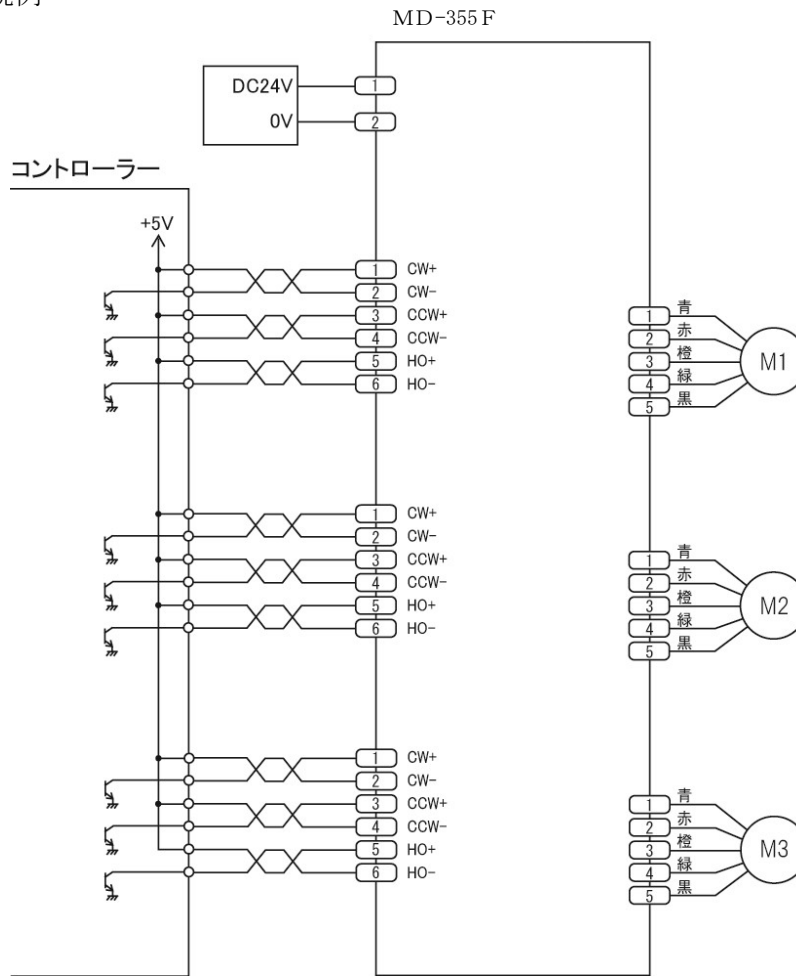 MD-355F
DC24V
1
0V
2
コントローラー
+5V
1 CW+
2 CW-
3 CCW+
4 CCW-
5 HO+
6 HO-
1 青
2 赤
3 橙
4 緑
5 黒
M1
1 CW+
2 CW-
3 CCW+
4 CCW-
5 HO+
6 HO-
1 青
2 赤
3 橙
4 緑
5 黒
M2
1 CW+
2 CW-
3 CCW+
4 CCW-
5 HO+
6 HO-
1 青
2 赤
3 橙
4 緑
5 黒
M3